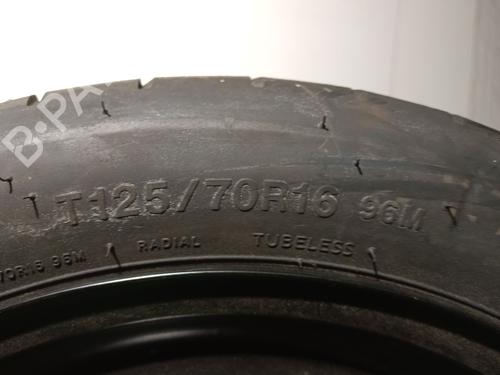 B-PA
T125/70R16 96M
70R16 96M RADIAL TUBELESS